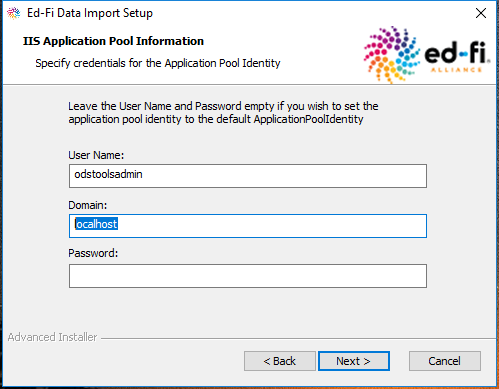 Ed-Fi Data Import Setup
IIS Application Pool Information
Specify credentials for the Application Pool Identity
ed-fi
ALLIANCE
Leave the User Name and Password empty if you wish to set the
application pool identity to the default ApplicationPoolIdentity
User Name:
odstoolsadmin
Domain:
localhost
Password:
Advanced Installer
< Back
Next >
Cancel